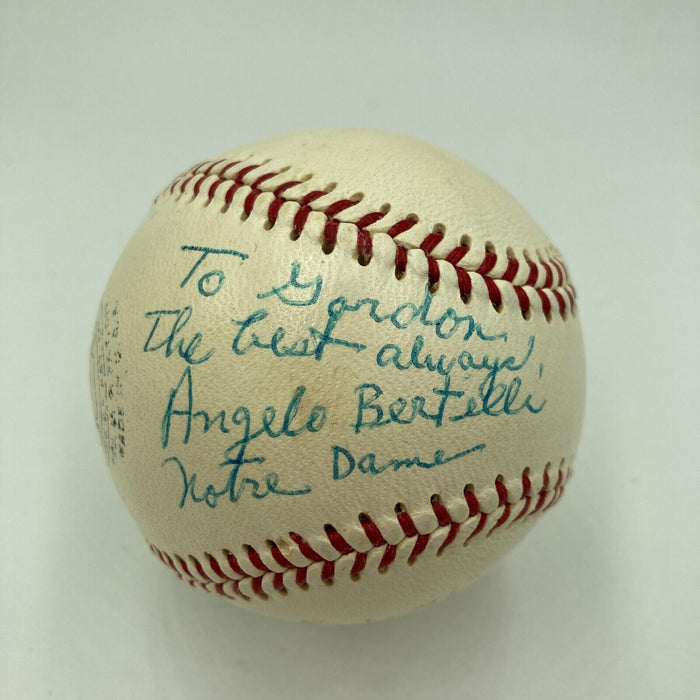 To Gordon,
The best always,
Angelo Bertelli
Notre Dame